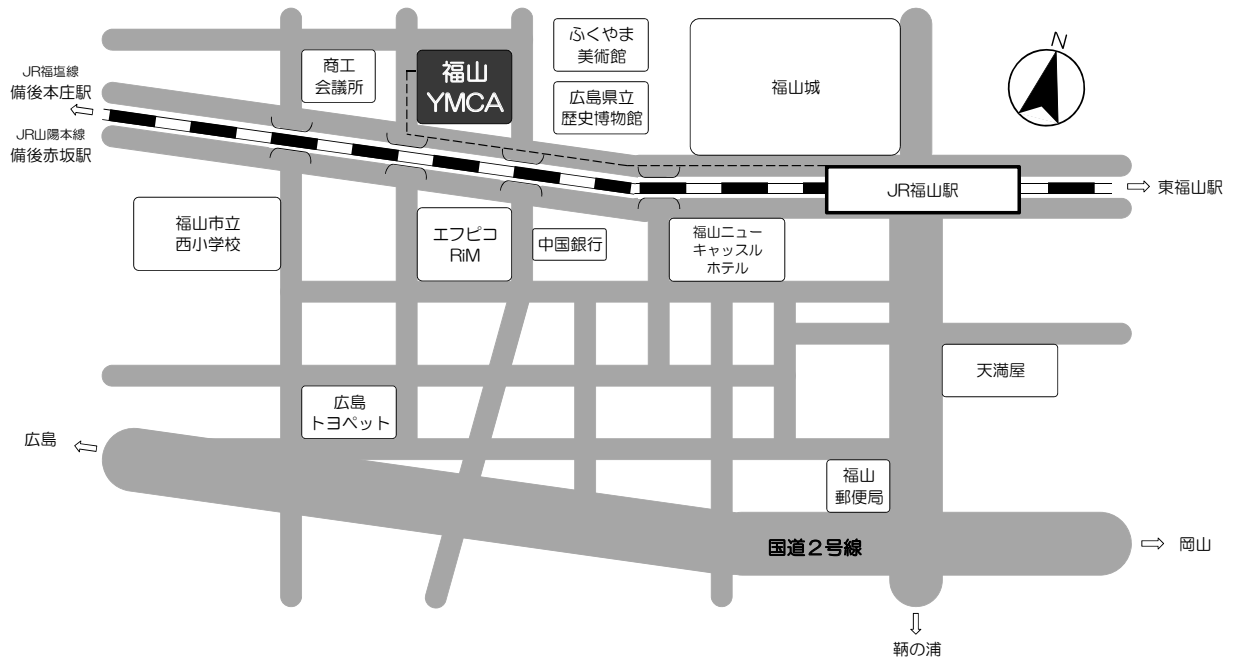 N
ふくやま
美術館
商工
会議所
福山
YMCA
福山城
JR福塩線
備後本庄駅
広島県立
歴史博物館
JR山陽本線
備後赤坂駅
JR福山駅
東福山駅
福山市立
西小学校
エフピコ
RiM
中国銀行
福山ニュー
キャッスル
ホテル
天満屋
広島
トヨペット
広島
福山
郵便局
国道2号線
岡山
鞆の浦